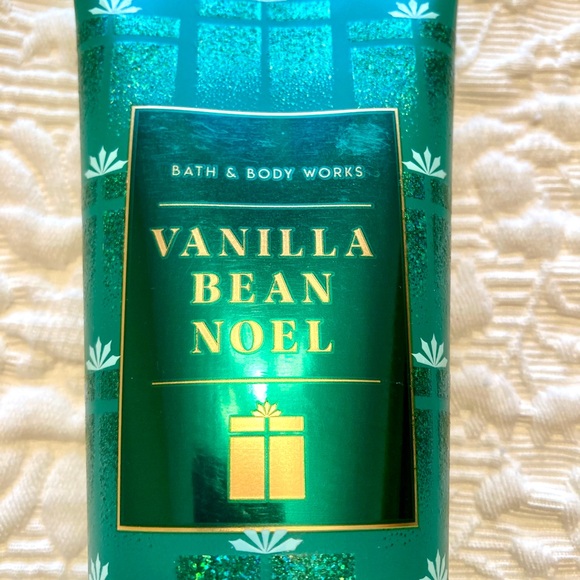 BATH & BODY WORKS
VANILLA
BEAN
NOEL